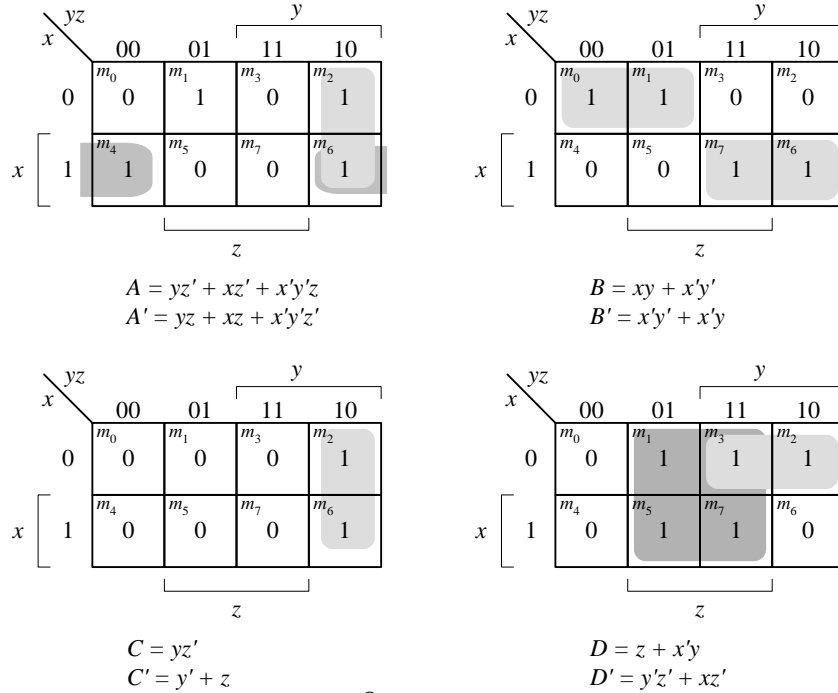 yz y
x 00 01 11 10
m0 m1 m3 m2
0 0 1 0 1
m4 m5 m7 m6
x 1 1 0 0 1
z
A = yz' + xz' + x'y'z
A' = yz + xz + x'y'z'
yz y
x 00 01 11 10
m0 m1 m3 m2
0 1 1 0 0
m4 m5 m7 m6
x 1 0 0 1 1
z
B = xy + x'y'
B' = x'y' + x'y
yz y
x 00 01 11 10
m0 m1 m3 m2
0 0 0 0 1
m4 m5 m7 m6
x 1 0 0 0 1
z
C = yz'
C' = y' + z
yz y
x 00 01 11 10
m0 m1 m3 m2
0 0 1 1 1
m4 m5 m7 m6
x 1 0 1 1 0
z
D = z + x'y
D' = y'z' + xz'